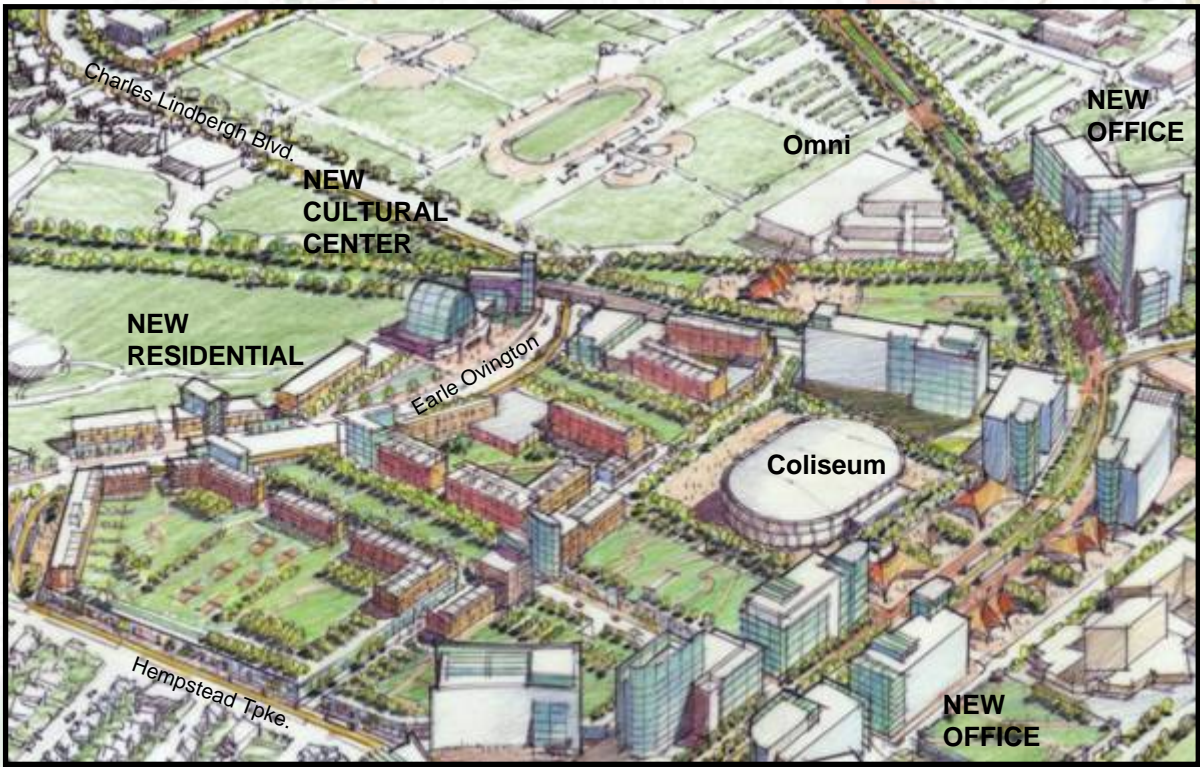 Charles Lindbergh Blvd.
NEW
OFFICE
Omni
NEW
CULTURAL
CENTER
NEW
RESIDENTIAL
Earle Ovington
Coliseum
Hempstead Tpke.
NEW
OFFICE